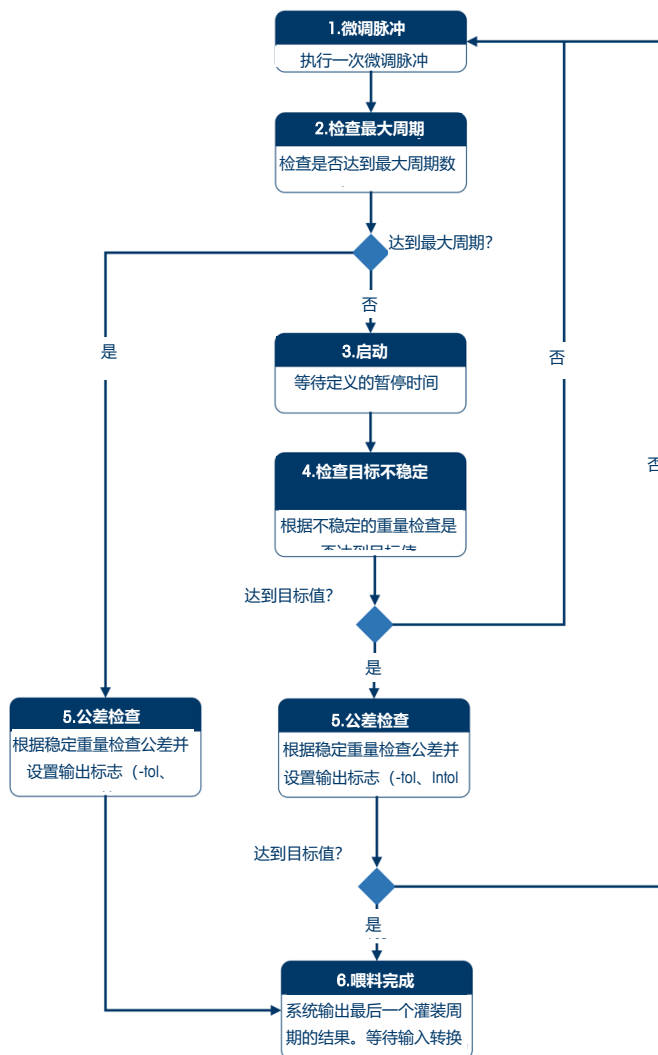 1.微调脉冲
执行一次微调脉冲
2.检查最大周期
检查是否达到最大周期数
达到最大周期?
否
是
3.启动
等待定义的暂停时间
否
4.检查目标不稳定
否
根据不稳定的重量检查是
否达到目标值
达到目标值?
是
5.公差检查
根据稳定重量检查公差并
设置输出标志（-tol、
5.公差检查
根据稳定重量检查公差并
设置输出标志（-tol、Intol
达到目标值?
是
6.喂料完成
系统输出最后一个灌装周
期的结果。等待输入转换